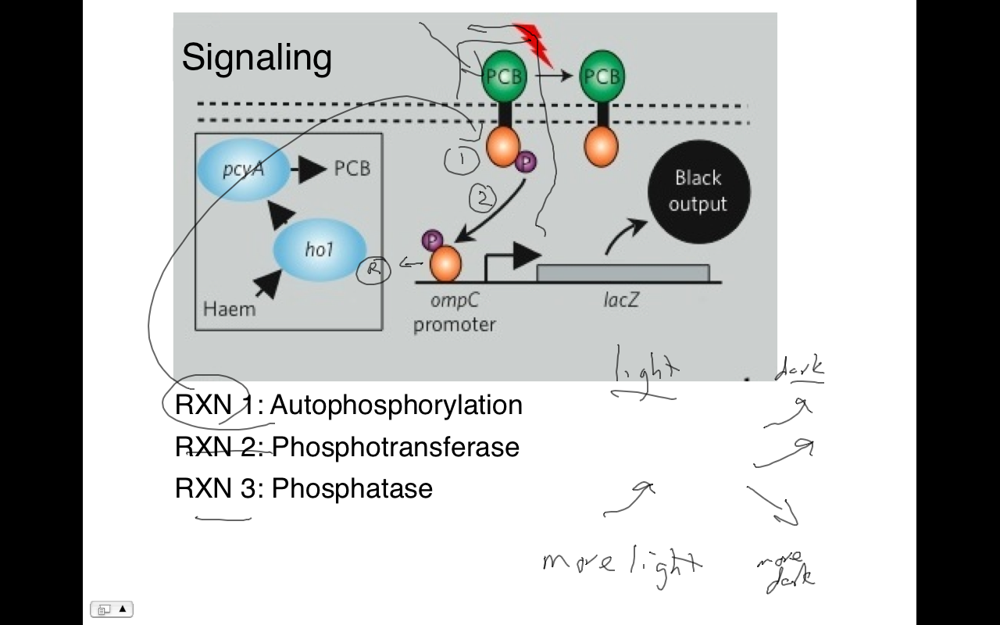 Signaling
PCB
PCB
P
1
2
pcyA
PCB
ho1
Haem
R
P
ompC
promoter
lacZ
Black
output
light
dark
RXN 1: Autophosphorylation
RXN 2: Phosphotransferase
RXN 3: Phosphatase
more light
more
dark